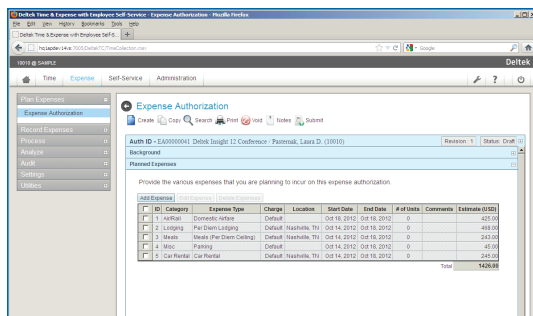 Deltek Time & Expense with Employee Self-Service - Expense Authorization - Mozilla Firefox
File Edit View History Bookmarks Tools Help
Deltek Time & Expense with Employee Self-S...
Google
10010 @ SAMPLE Deltek
Time Expense Self-Service Administration
Plan Expenses
Expense Authorization
Record Expenses
Process
Analyze
Audit
Settings
Utilities
Expense Authorization
Create Copy Search Print Void Notes Submit
Auth ID - EA00000041 Deltek Insight 12 Conference / Pasternak, Laura D. (10010) Revision : 1 Status: Draft
Background
Planned Expenses
Provide the various expenses that you are planning to incur on this expense authorization.
Add Expense Edit Expense Delete Expenses
ID Category Expense Type Charge Location Start Date End Date # of Units Comments Estimate (USD)
1 Air/Rail Domestic Airfare Default Oct 18, 2012 Oct 18, 2012 0 425.00
2 Lodging Per Diem Lodging Default Nashville, TN Oct 14, 2012 Oct 18, 2012 0 468.00
3 Meals Meals (Per Diem Ceiling) Default Nashville, TN Oct 14, 2012 Oct 18, 2012 0 243.00
4 Misc Parking Default Nashville, TN Oct 14, 2012 Oct 18, 2012 0 45.00
5 Car Rental Car Rental Default Nashville, TN Oct 14, 2012 Oct 18, 2012 0 245.00
Total 1426.00